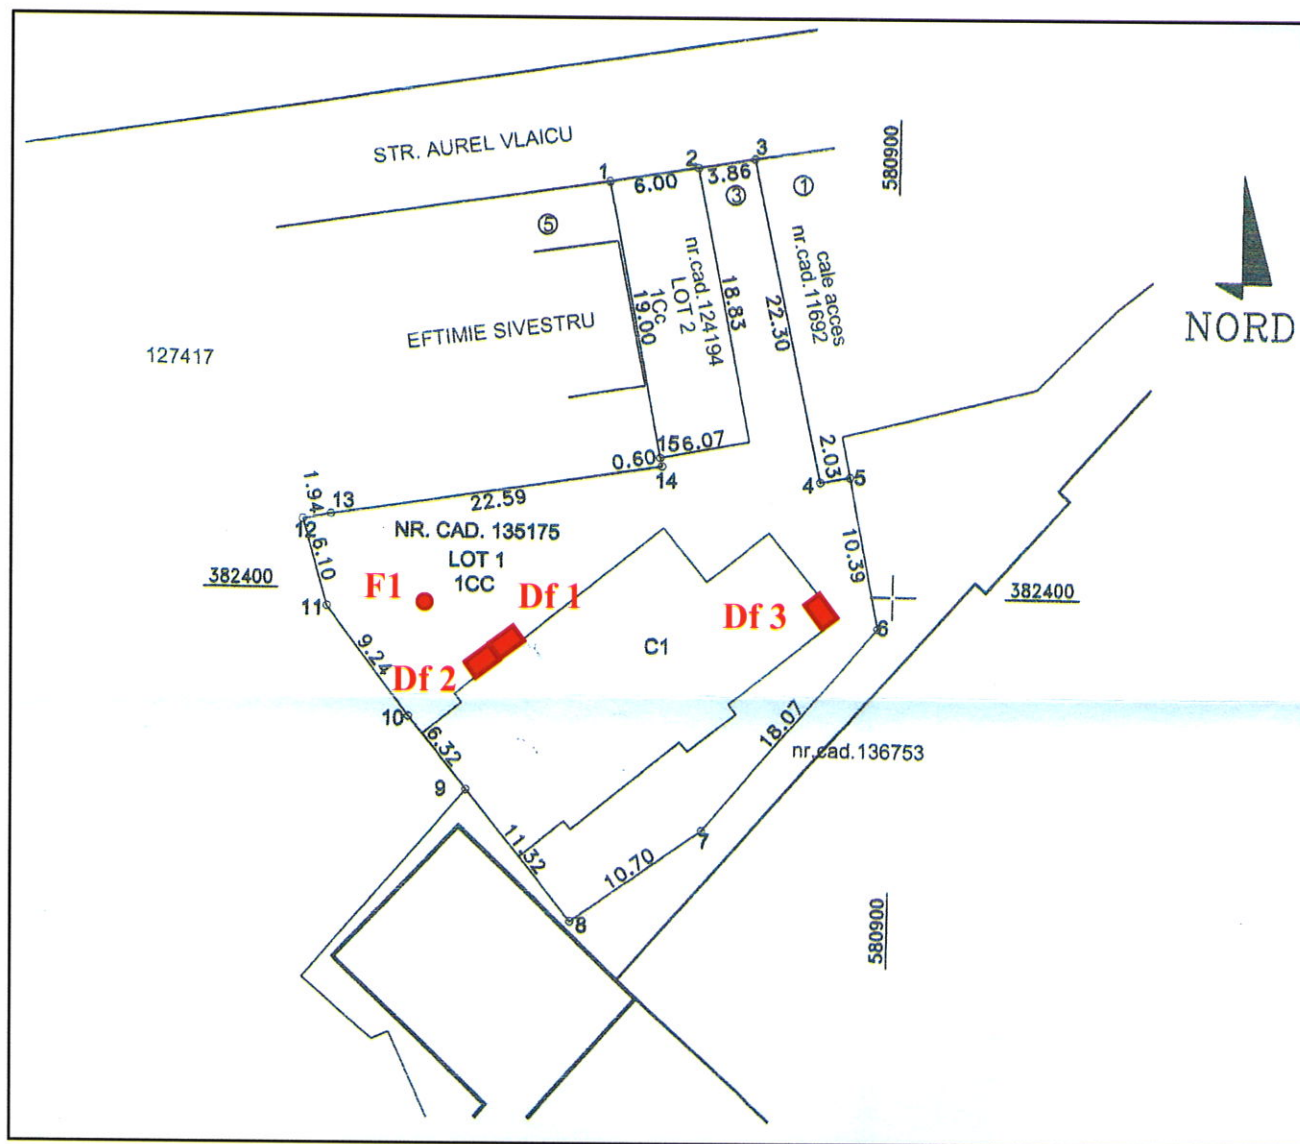 STR. AUREL VLAICU
1
6.00
2
3.86
3
580900
⑤
③
①
cale acces
nr.cad.11692
nr.cad.124194
LOT 2
1Cc
19.00
18.83
22.30
NORD
EFTIMIE SIVESTRU
127417
0.60
15
6.07
14
2.03
4
5
1.94
13
22.59
12
NR. CAD. 135175
LOT 1
1CC
6.10
10.39
382400
F1
Df 1
Df 3
382400
11
6
C1
9.24
Df 2
10
6.32
18.07
nr.cad.136753
9
11.32
10.70
7
8
580900